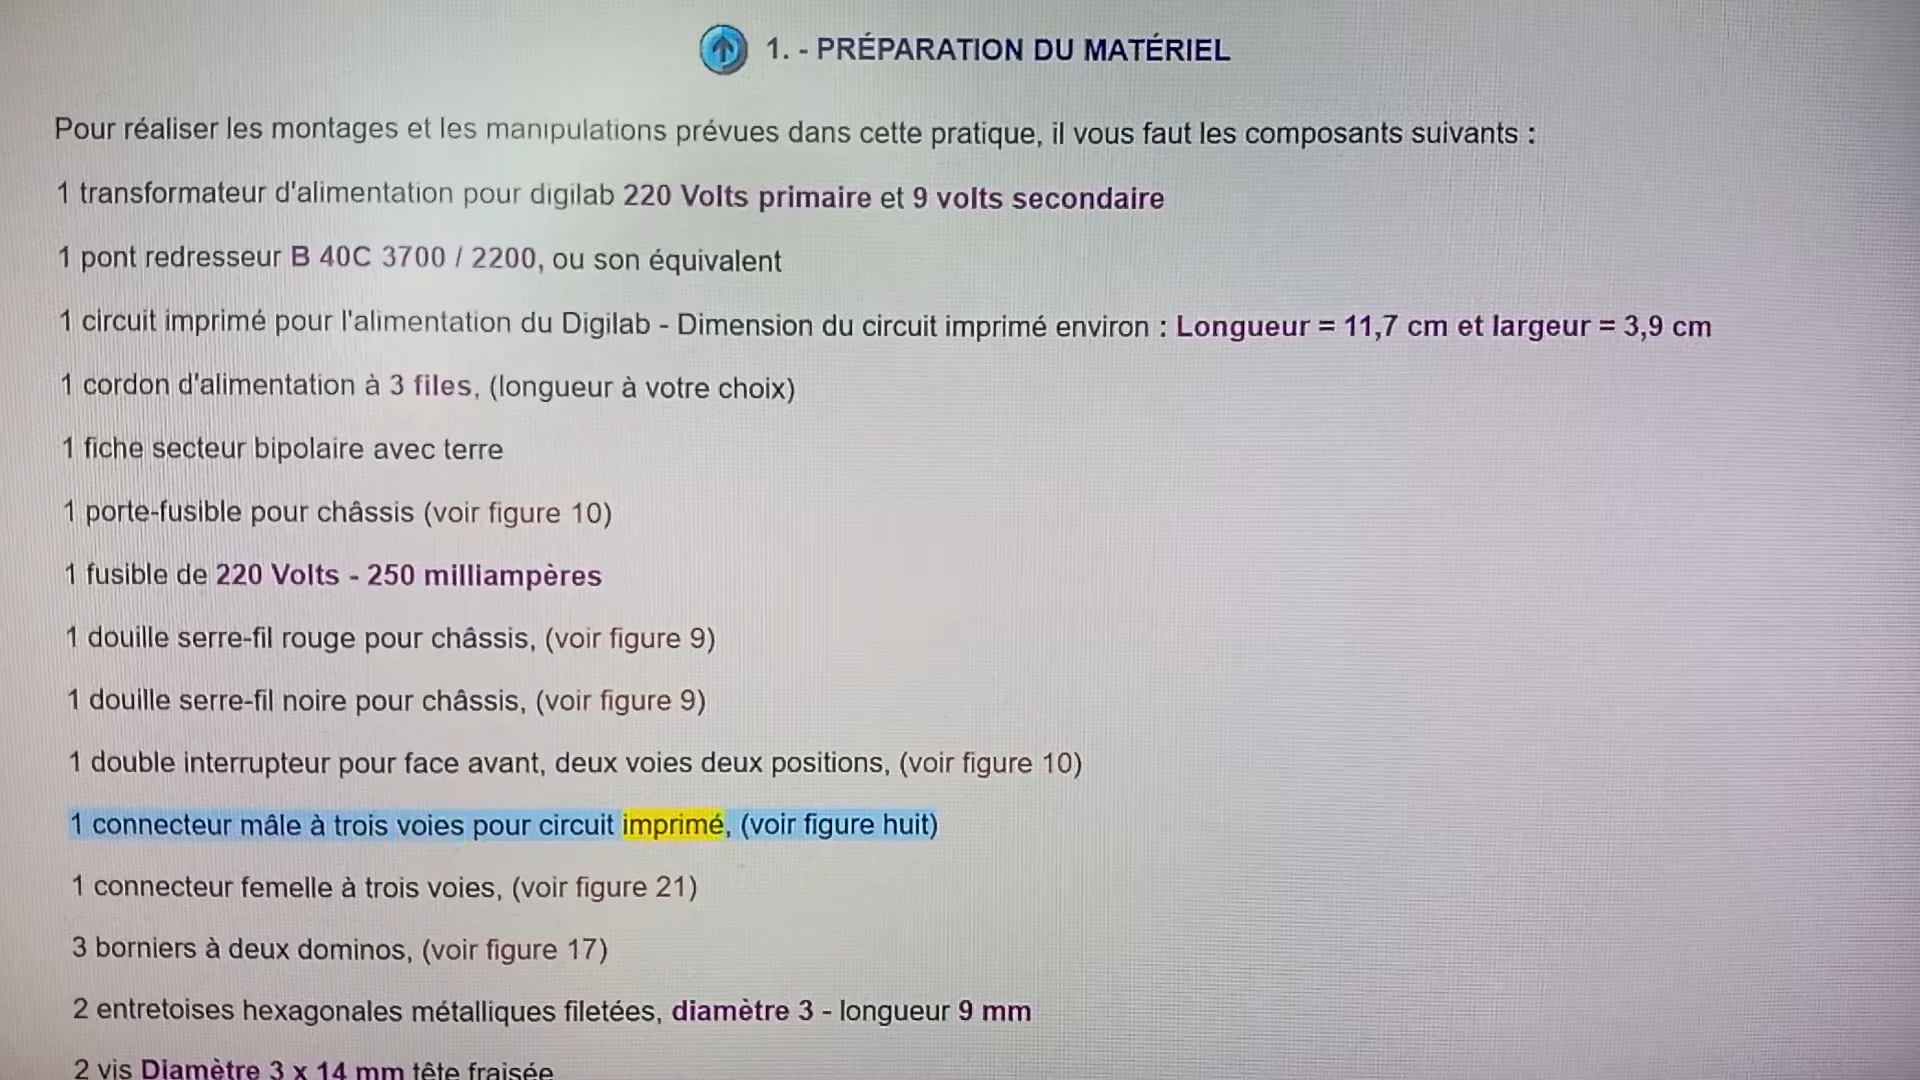 1. - PRÉPARATION DU MATÉRIEL
Pour réaliser les montages et les manipulations prévues dans cette pratique, il vous faut les composants suivants :
1 transformateur d'alimentation pour digilab 220 Volts primaire et 9 volts secondaire
1 pont redresseur B 40C 3700 / 2200, ou son équivalent
1 circuit imprimé pour l'alimentation du Digilab - Dimension du circuit imprimé environ : Longueur = 11,7 cm et largeur = 3,9 cm
1 cordon d'alimentation à 3 files, (longueur à votre choix)
1 fiche secteur bipolaire avec terre
1 porte-fusible pour châssis (voir figure 10)
1 fusible de 220 Volts - 250 milliampères
1 douille serre-fil rouge pour châssis, (voir figure 9)
1 douille serre-fil noire pour châssis, (voir figure 9)
1 double interrupteur pour face avant, deux voies deux positions, (voir figure 10)
1 connecteur mâle à trois voies pour circuit imprimé, (voir figure huit)
1 connecteur femelle à trois voies, (voir figure 21)
3 borniers à deux dominos, (voir figure 17)
2 entretoises hexagonales métalliques filetées, diamètre 3 - longueur 9 mm
2 vis Diamètre 3 x 14 mm tête fraisée